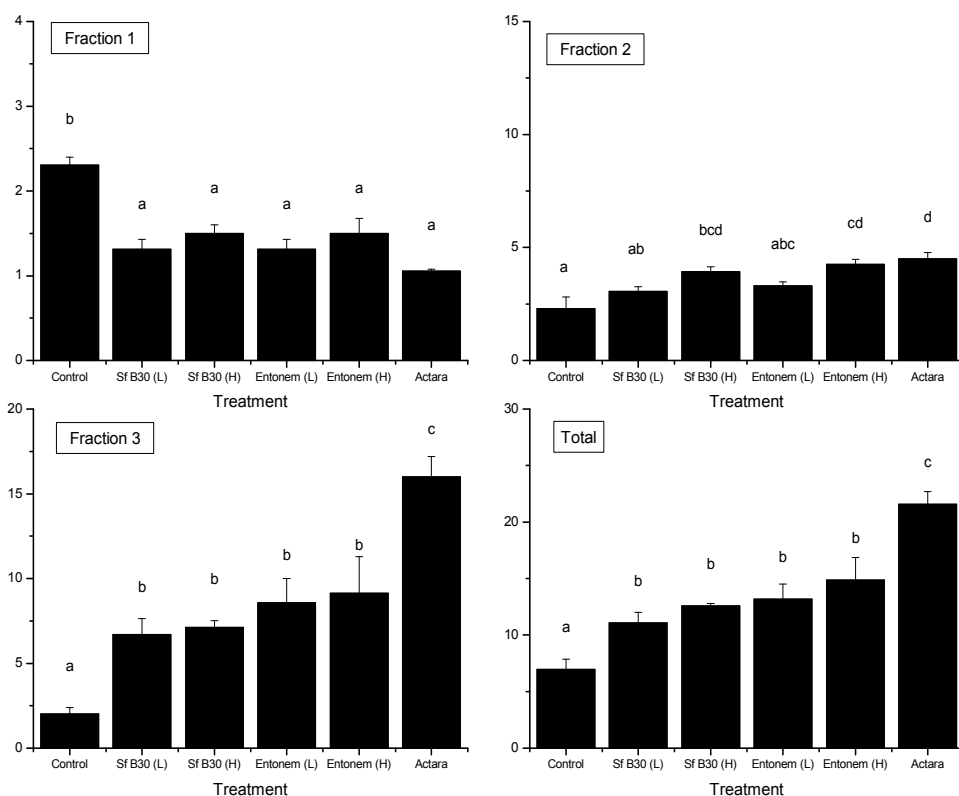 Fraction 1
4
3
2
1
0
b
a
a
a
a
a
Control
Sf B30 (L)
Sf B30 (H)
Entonem (L)
Entonem (H)
Actara
Treatment
Fraction 2
15
10
5
0
a
ab
bcd
abc
cd
d
Control
Sf B30 (L)
Sf B30 (H)
Entonem (L)
Entonem (H)
Actara
Treatment
Fraction 3
20
15
10
5
0
a
b
b
b
b
c
Control
Sf B30 (L)
Sf B30 (H)
Entonem (L)
Entonem (H)
Actara
Treatment
Total
30
20
10
0
a
b
b
b
b
c
Control
Sf B30 (L)
Sf B30 (H)
Entonem (L)
Entonem (H)
Actara
Treatment